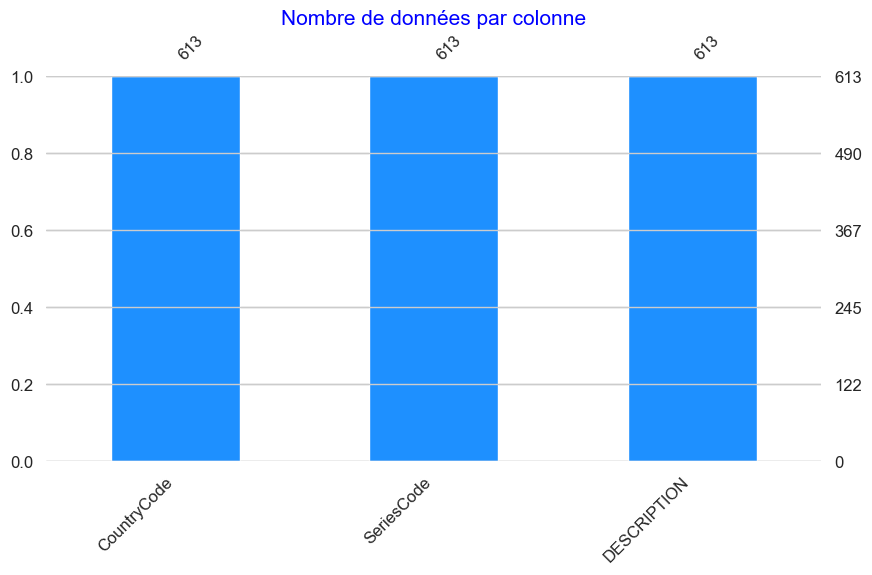 Nombre de données par colonne
613 613 613
1.0 613
0.8 490
0.6 367
0.4 245
0.2 122
0.0 0
CountryCode SeriesCode DESCRIPTION